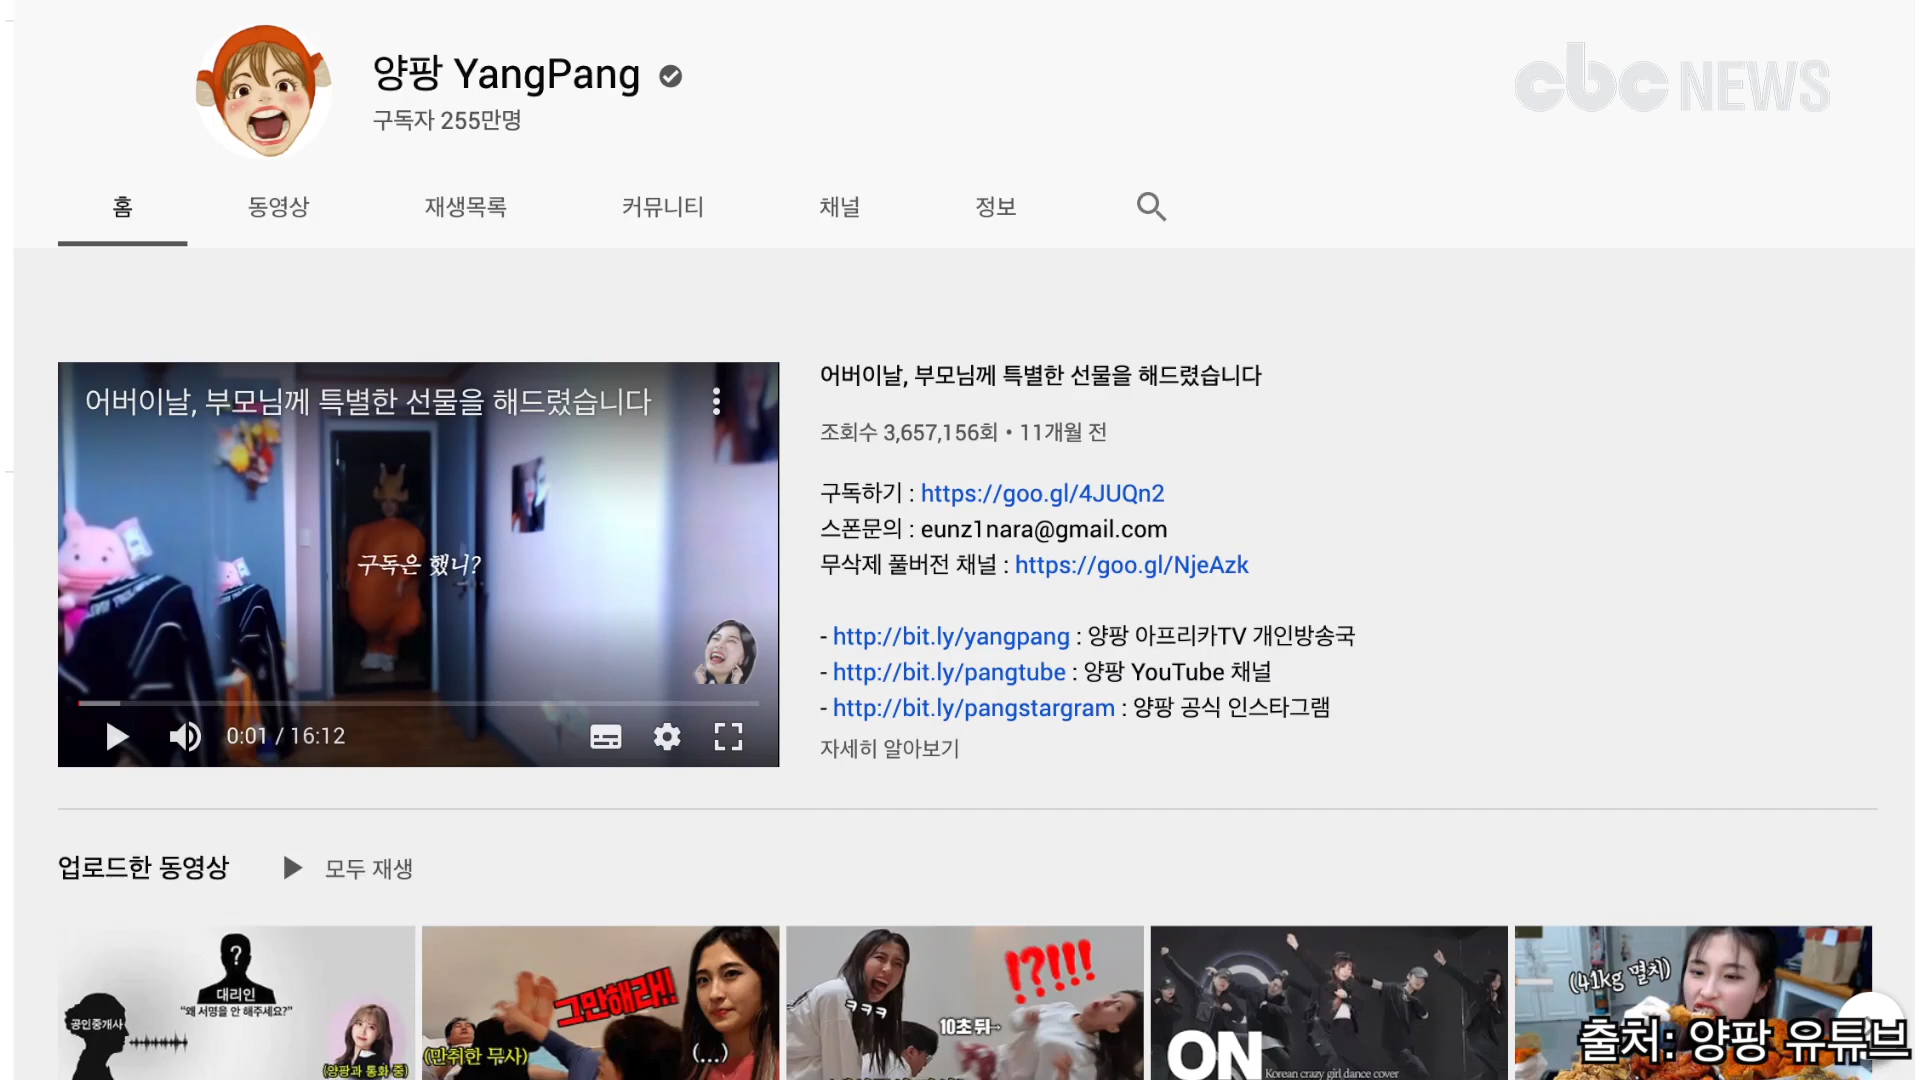 양팡 YangPang
구독자 255만명
cbc NEWS
홈 동영상 재생목록 커뮤니티 채널 정보
어버이날, 부모님께 특별한 선물을 해드렸습니다
구독은 했니?
0:01 / 16:12
어버이날, 부모님께 특별한 선물을 해드렸습니다
조회수 3,657,156회 • 11개월 전
구독하기 : https://goo.gl/4JUQn2
스폰문의 : eunz1nara@gmail.com
무삭제 풀버전 채널 : https://goo.gl/NjeAzk
- http://bit.ly/yangpang : 양팡 아프리카TV 개인방송국
- http://bit.ly/pangtube : 양팡 YouTube 채널
- http://bit.ly/pangstargram : 양팡 공식 인스타그램
자세히 알아보기
업로드한 동영상 모두 재생
?
대리인
"왜 서명을 안 해주세요?"
공인중개사
(양팡과 통화 중)
그만해라!!
(만취한 무사)
(...)
!?!!!
ㅋㅋㅋ
10초 뒤→
ON
Korean crazy girl dance cover
(41kg 멸치)
출처: 양팡 유튜브